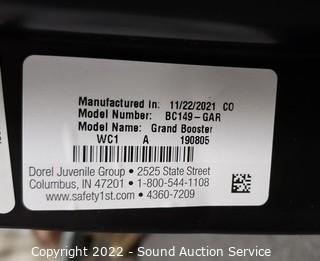 Manufactured in: 11/22/2021 CO
Model Number: BC149-GAR
Model Name: Grand Booster
WC1 A 190805
Dorel Juvenile Group • 2525 State Street
Columbus, IN 47201 • 1-800-544-1108
www.safety1st.com • 4360-7209
Copyright 2022 - Sound Auction Service